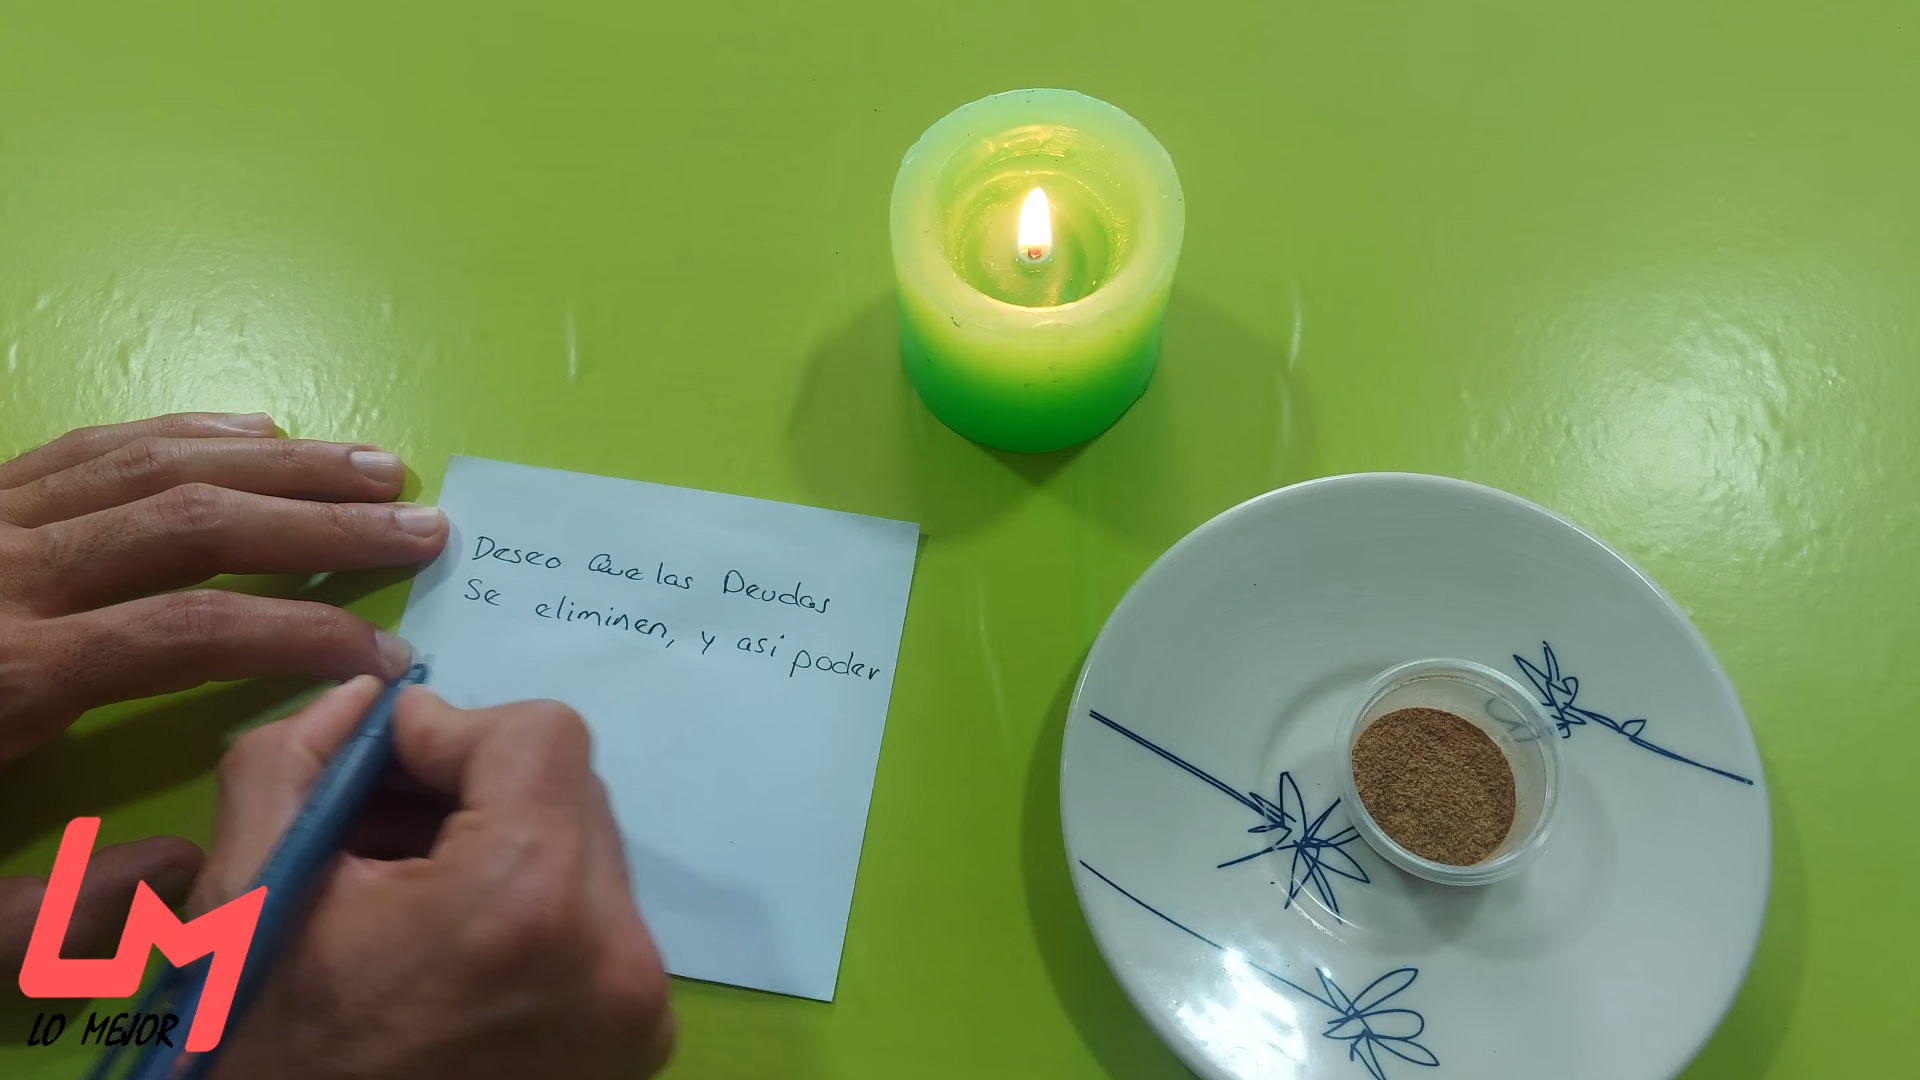 Deseo Que las Deudas
Se eliminen, y asi poder
LM
LO MEJOR